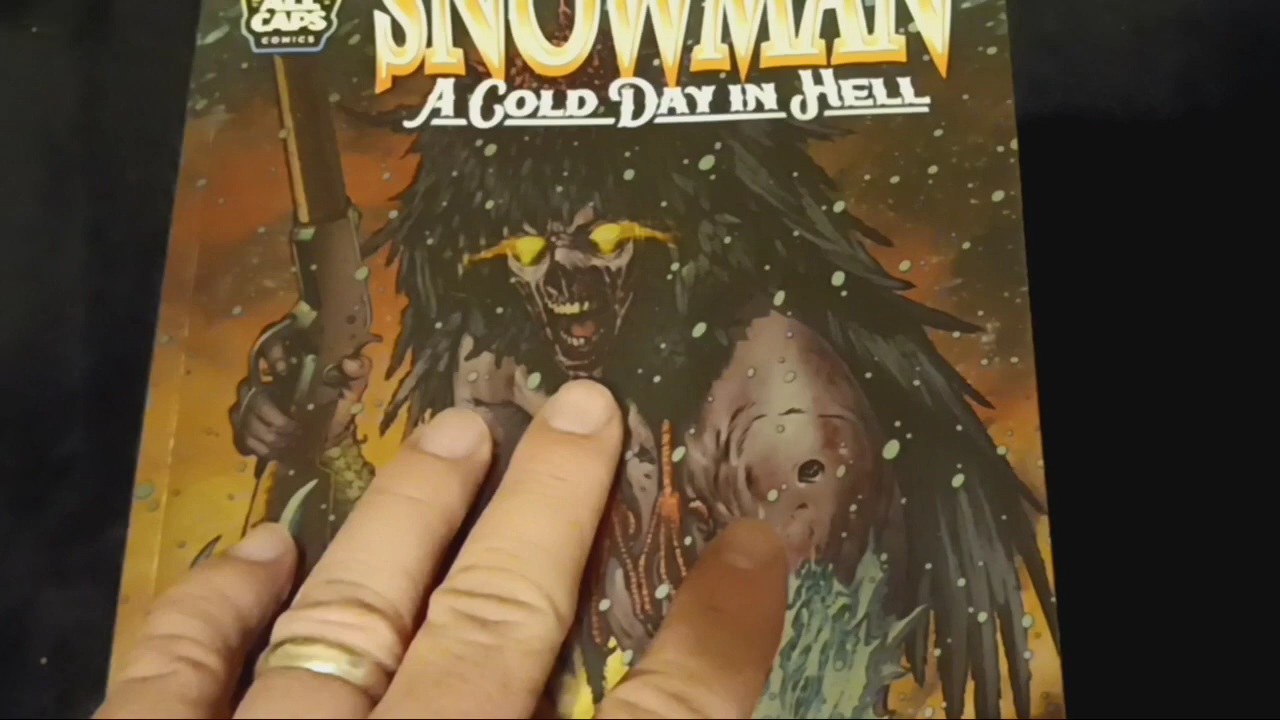 ALL
CAPS
COMICS
SNOWMAN
A COLD DAY IN HELL